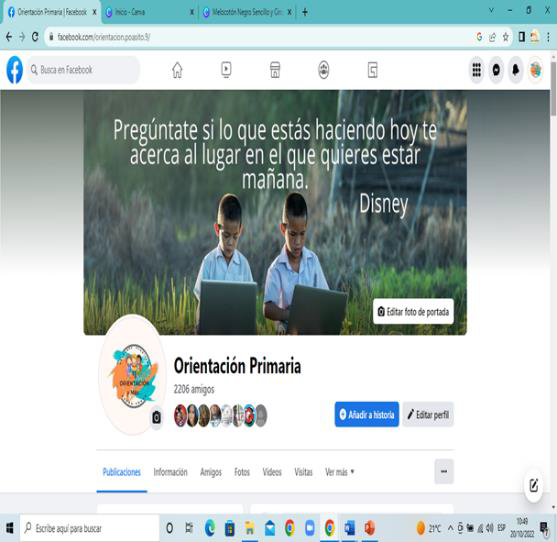 Orientación Primaria | Facebook
Inicio - Canva
Melocotón Negro Sencillo y Gra
facebook.com/orientacion.poasito.9/
Busca en Facebook
Pregúntate si lo que estás haciendo hoy te
acerca al lugar en el que quieres estar
mañana.
Disney
Editar foto de portada
ORIENTACIÓN
Orientación Primaria
2206 amigos
Añadir a historia
Editar perfil
Publicaciones Información Amigos Fotos Videos Visitas Ver más
Escribe aquí para buscar
21°C ESP
10:49
20/10/2022